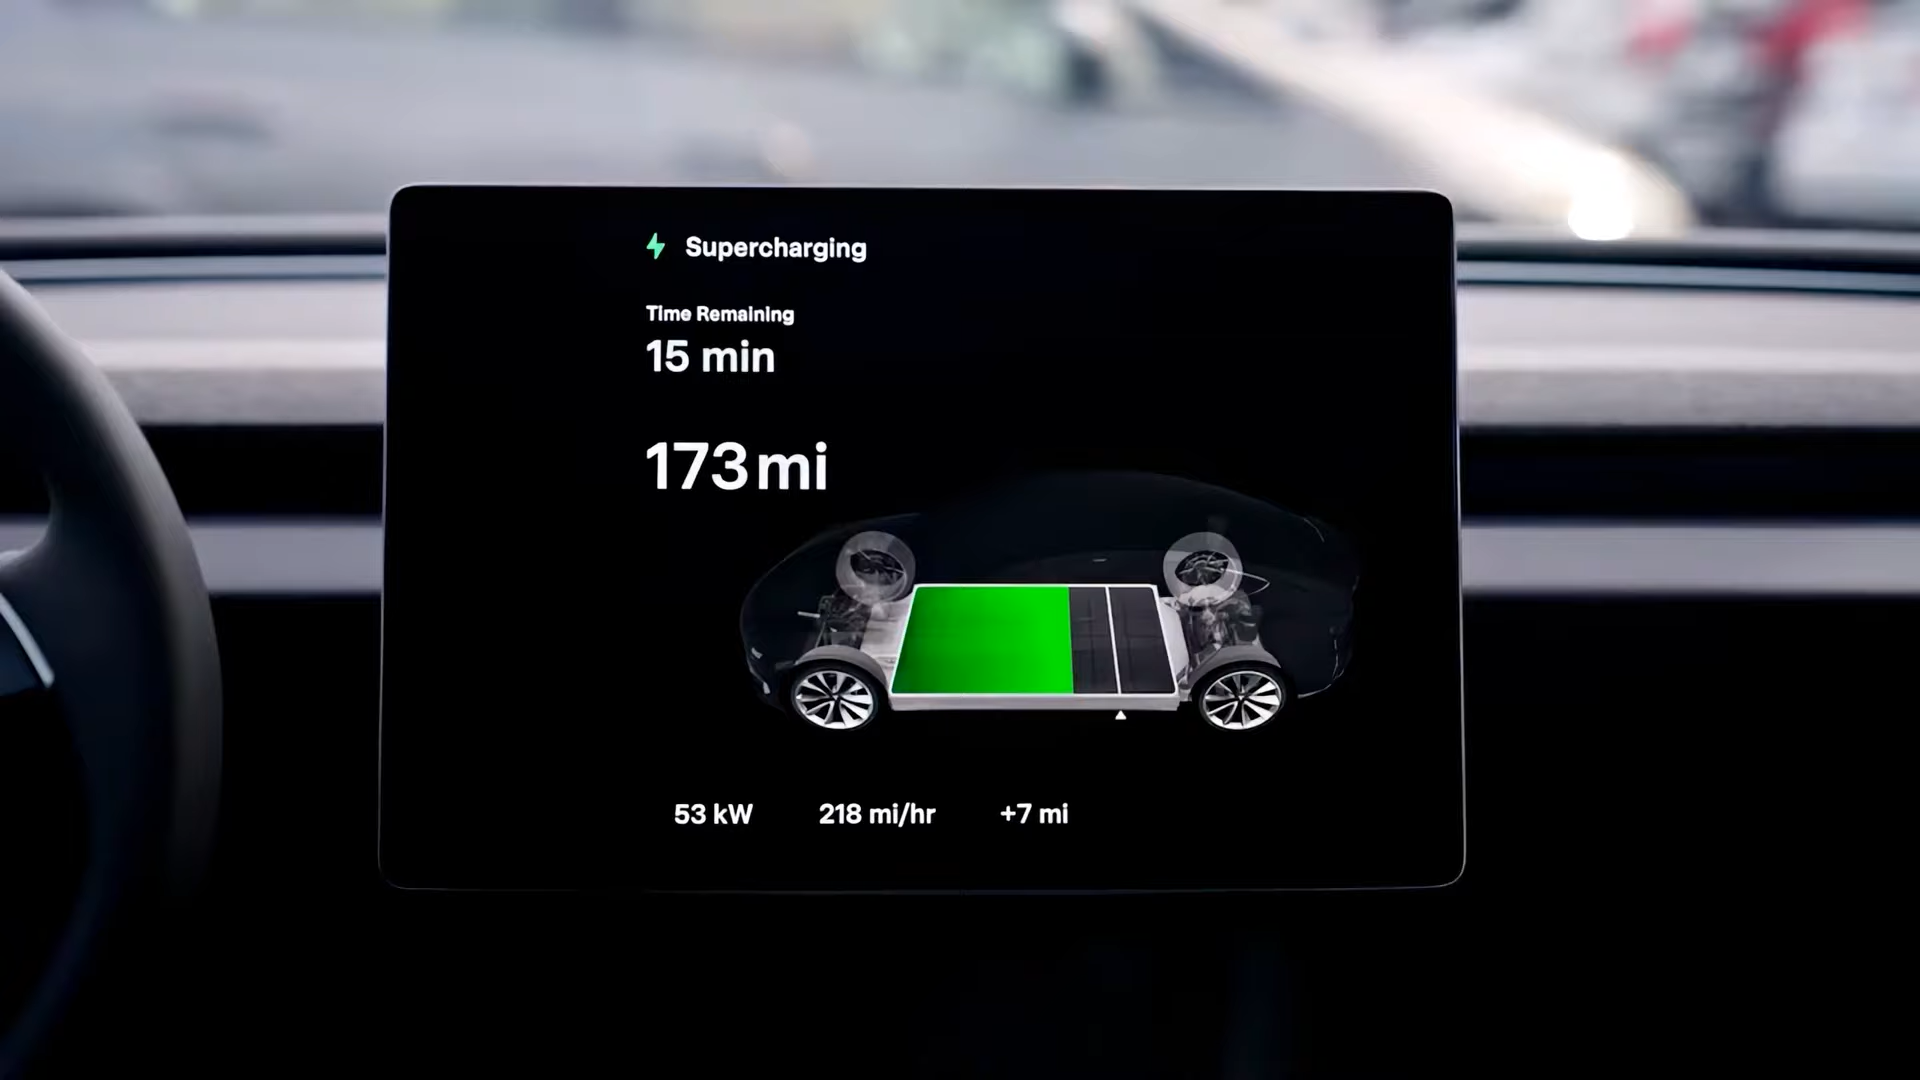 Supercharging
Time Remaining
15 min
173 mi
53 kW 218 mi/hr +7 mi